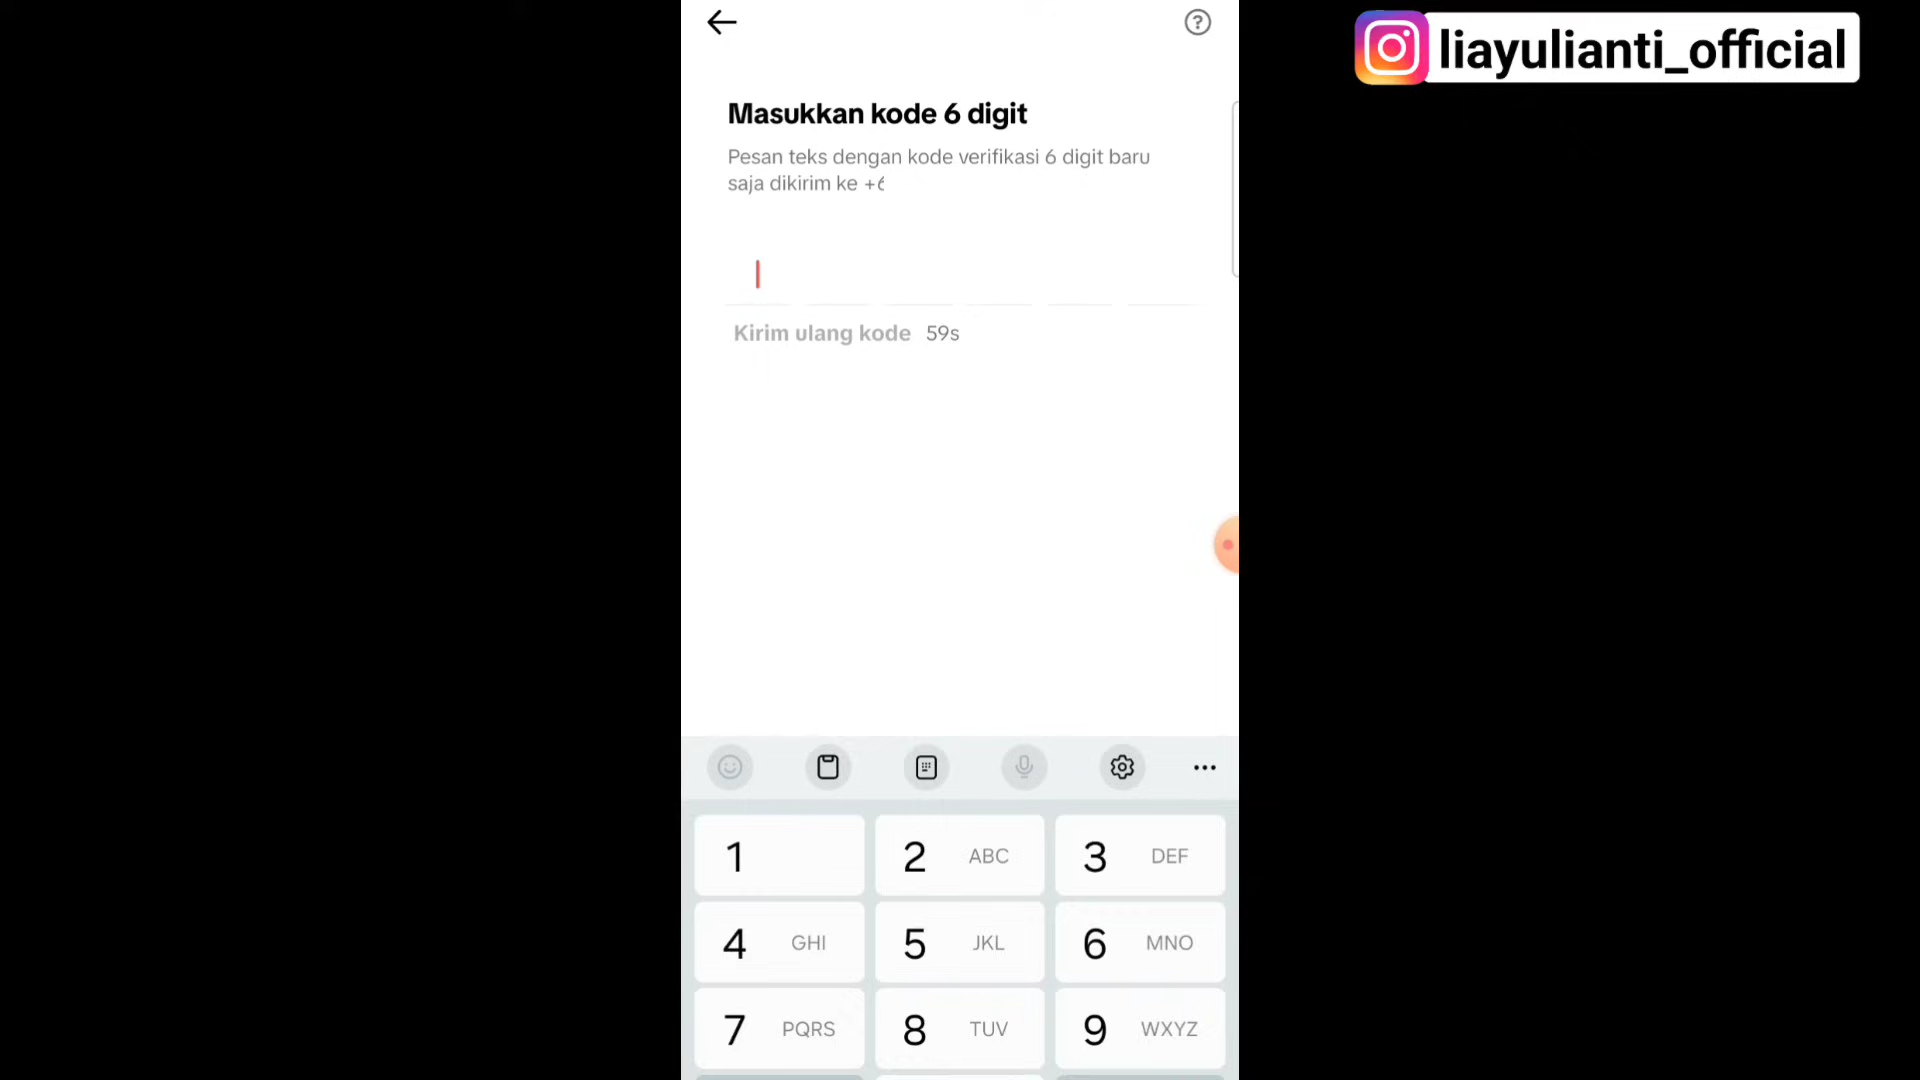 liayulianti_official
Masukkan kode 6 digit
Pesan teks dengan kode verifikasi 6 digit baru
saja dikirim ke +6
Kirim ulang kode 59s
1
2 ABC
3 DEF
4 GHI
5 JKL
6 MNO
7 PQRS
8 TUV
9 WXYZ